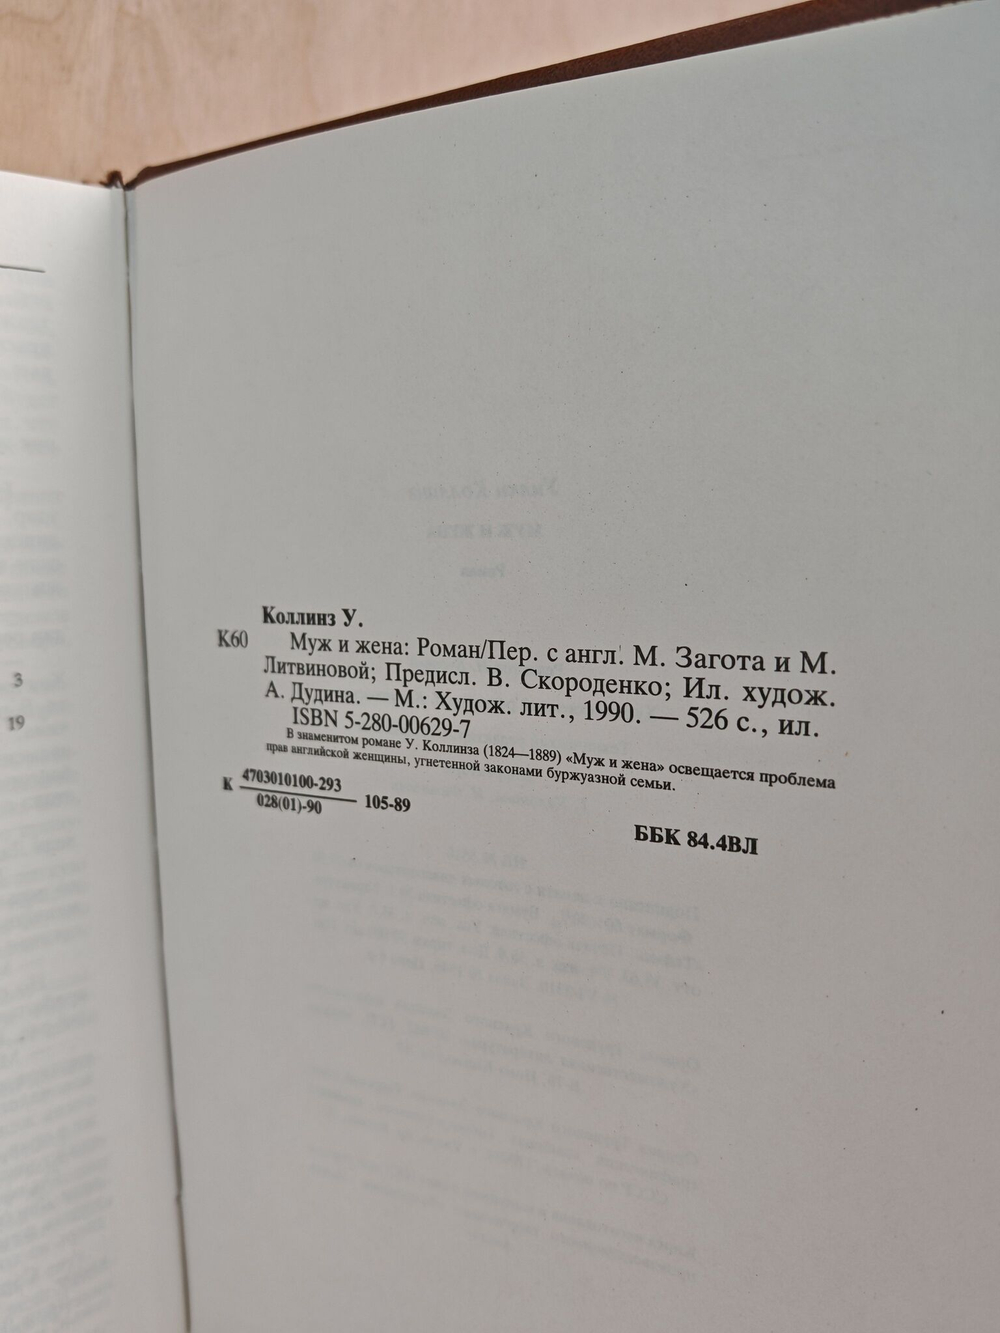 3
19
Коллинз У.
К60 Муж и жена: Роман/Пер. с англ. М. Загота и М.
Литвиновой; Предисл. В. Скороденко; Ил. худож.
А. Дудина. — М.: Худож. лит., 1990. — 526 с., ил.
ISBN 5-280-00629-7
В знаменитом романе У. Коллинза (1824—1889) «Муж и жена» освещается проблема
прав английской женщины, угнетенной законами буржуазной семьи.
К 4703010100-293
028(01)-90 — 105-89
ББК 84.4ВЛ